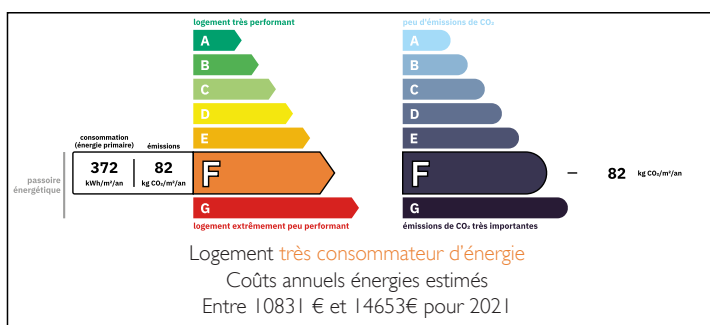 logement très performant
A
B
C
D
E
F
G
logement extrêmement peu performant
consommation
(énergie primaire)
émissions
372
kWh/m²/an
82
kg CO₂/m²/an
passoire
énergétique
peu d'émissions de CO₂
A
B
C
D
E
F
G
émissions de CO₂ très importantes
82
kg CO₂/m²/an
Logement très consommateur d'énergie
Coûts annuels énergies estimés
Entre 10831 € et 14653€ pour 2021